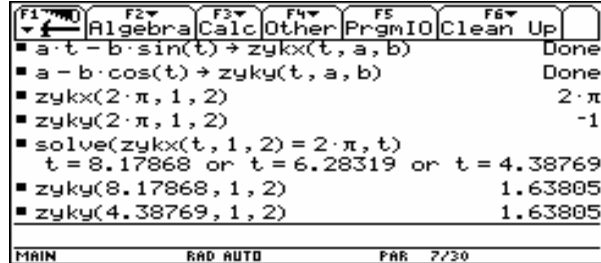 F1 F2 Algebra F3 Calc F4 Other F5 PrgmIO F6 Clean Up
▪ a·t − b·sin(t) → zykx(t, a, b) Done
▪ a − b·cos(t) → zyky(t, a, b) Done
▪ zykx(2·π, 1, 2) 2·π
▪ zyky(2·π, 1, 2) -1
▪ solve(zykx(t, 1, 2) = 2·π, t)
t = 8.17868 or t = 6.28319 or t = 4.38769
▪ zyky(8.17868, 1, 2) 1.63805
▪ zyky(4.38769, 1, 2) 1.63805
MAIN RAD AUTO PAR 7/30